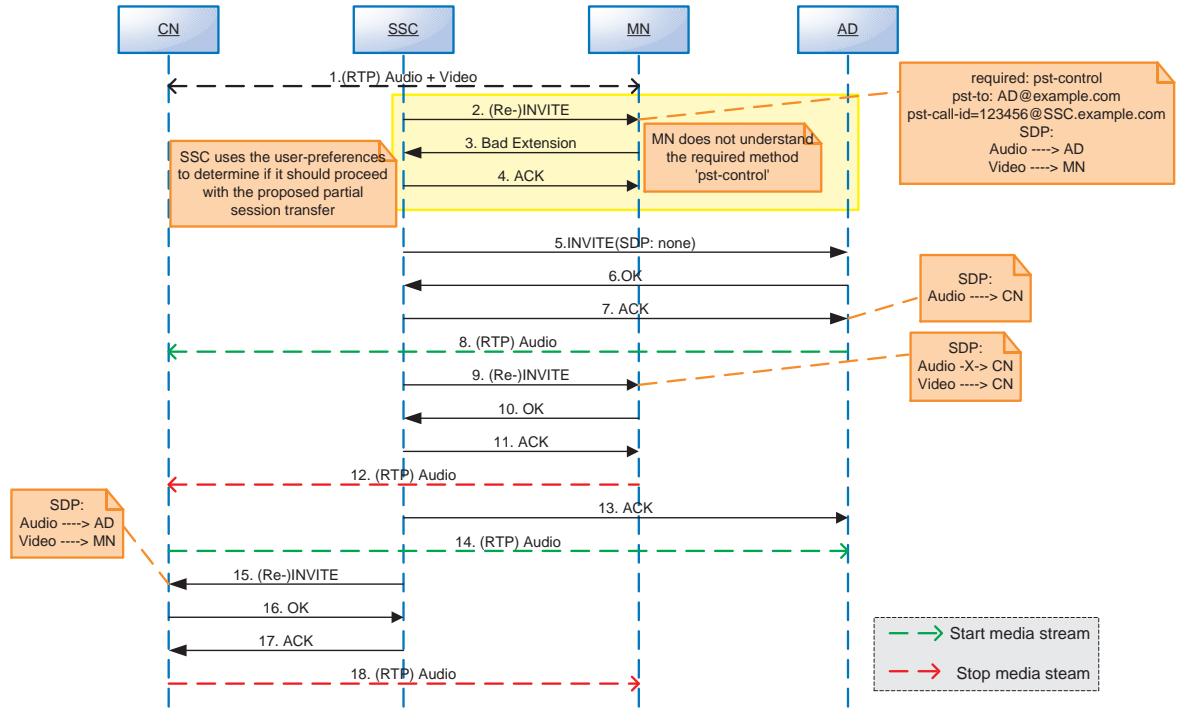 CN
SSC
MN
AD
1.(RTP) Audio + Video
required: pst-control
pst-to: AD@example.com
pst-call-id=123456@SSC.example.com
SDP:
Audio ----> AD
Video ----> MN
2. (Re-)INVITE
3. Bad Extension
4. ACK
MN does not understand
the required method
'pst-control'
SSC uses the user-preferences
to determine if it should proceed
with the proposed partial
session transfer
5.INVITE(SDP: none)
6.OK
7. ACK
SDP:
Audio ----> CN
8. (RTP) Audio
9. (Re-)INVITE
SDP:
Audio -X-> CN
Video ----> CN
10. OK
11. ACK
12. (RTP) Audio
13. ACK
SDP:
Audio ----> AD
Video ----> MN
14. (RTP) Audio
15. (Re-)INVITE
16. OK
17. ACK
18. (RTP) Audio
Start media stream
Stop media stream